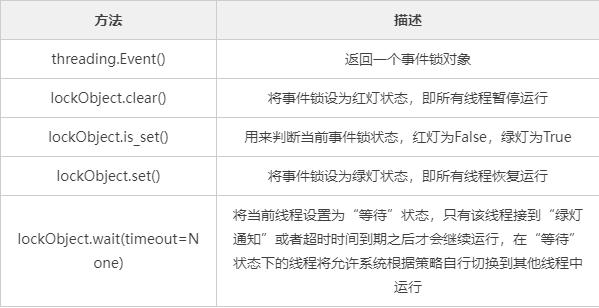 方法 描述
threading.Event() 返回一个事件锁对象
lockObject.clear() 将事件锁设为红灯状态，即所有线程暂停运行
lockObject.is_set() 用来判断当前事件锁状态，红灯为False，绿灯为True
lockObject.set() 将事件锁设为绿灯状态，即所有线程恢复运行
lockObject.wait(timeout=N
one)
将当前线程设置为“等待”状态，只有该线程接到“绿灯
通知”或者超时时间到期之后才会继续运行，在“等待”
状态下的线程将允许系统根据策略自行切换到其他线程中
运行